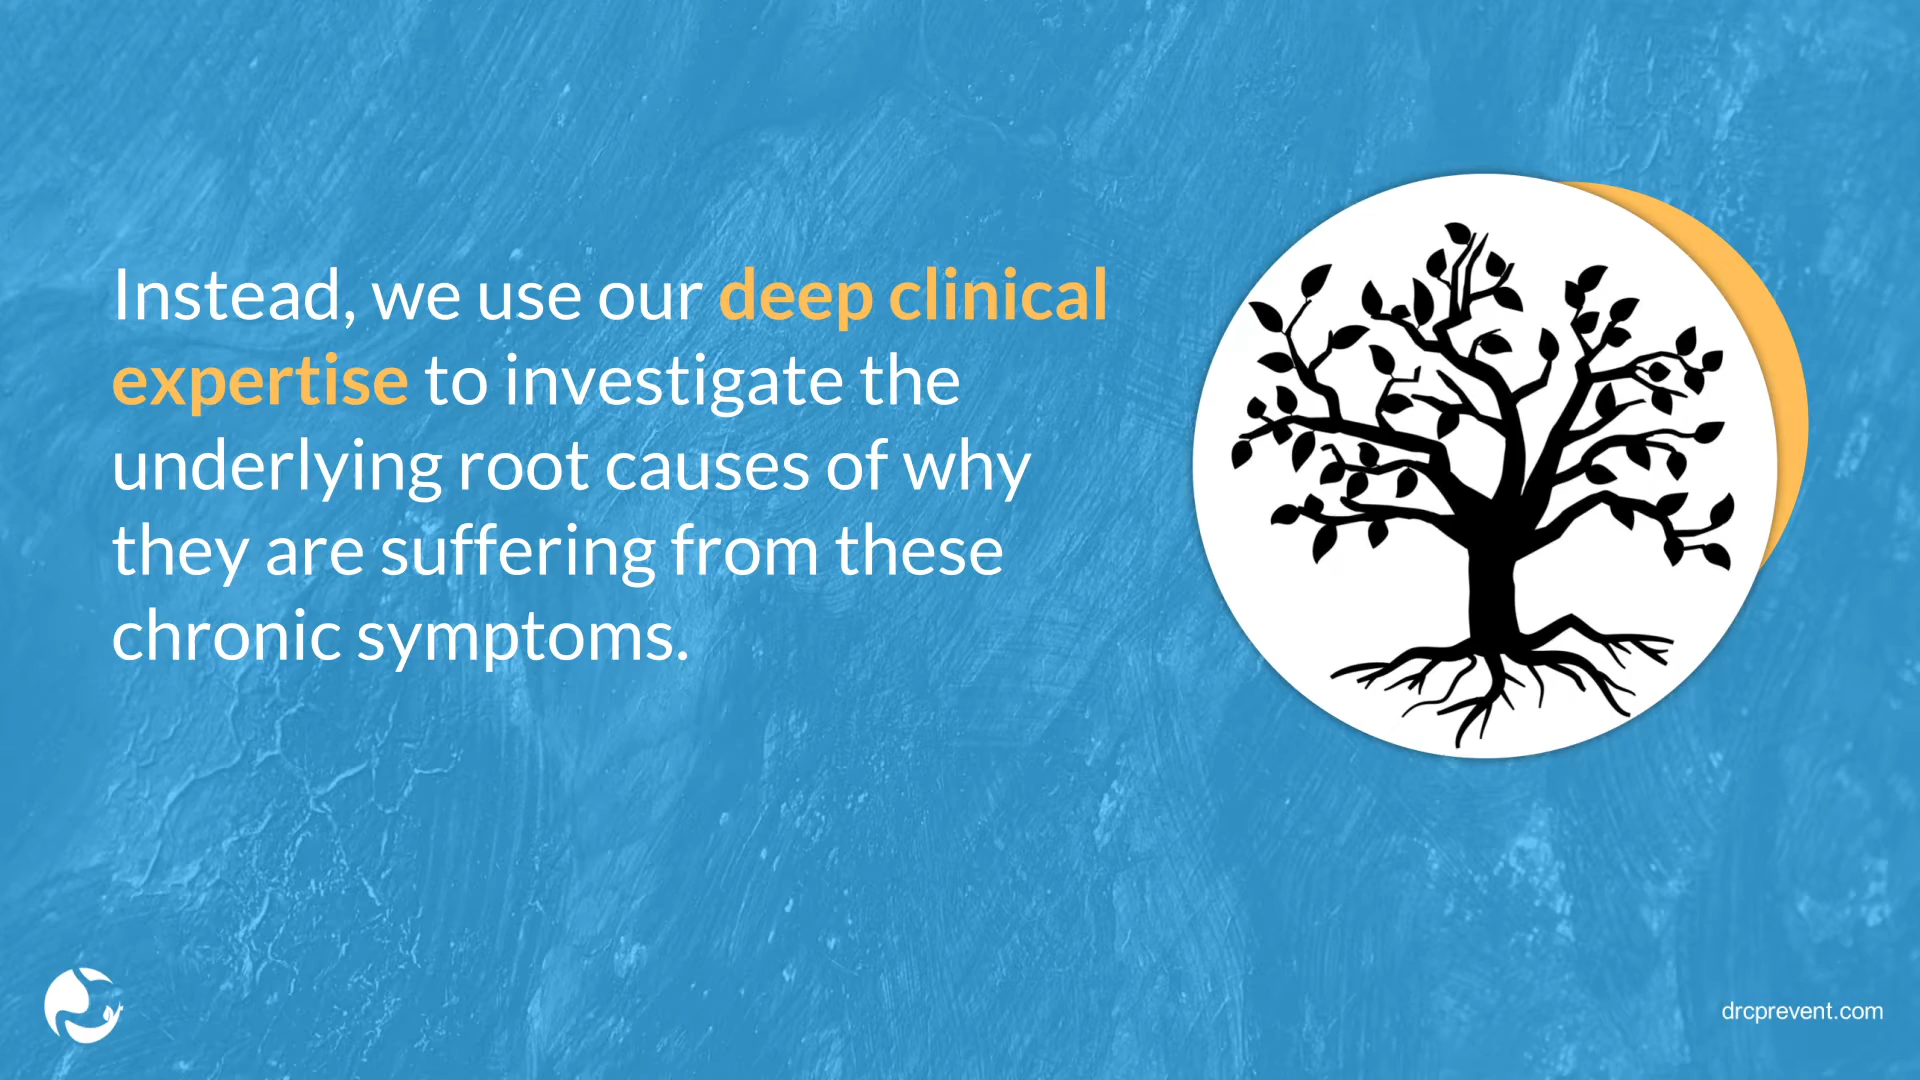 Instead, we use our deep clinical
expertise to investigate the
underlying root causes of why
they are suffering from these
chronic symptoms.
drcprevent.com